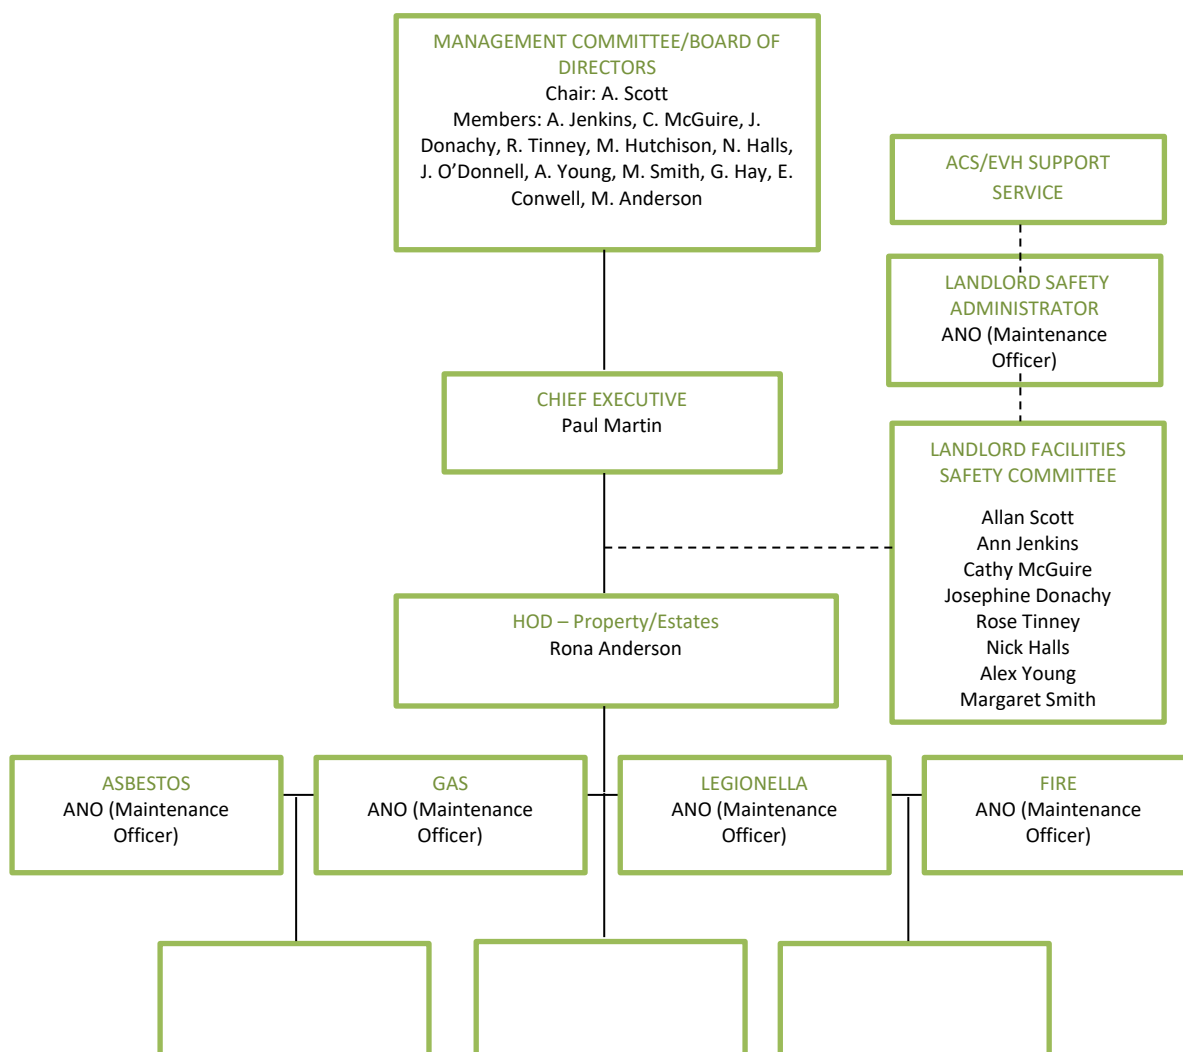 MANAGEMENT COMMITTEE/BOARD OF
DIRECTORS
Chair: A. Scott
Members: A. Jenkins, C. McGuire, J.
Donachy, R. Tinney, M. Hutchison, N. Halls,
J. O’Donnell, A. Young, M. Smith, G. Hay, E.
Conwell, M. Anderson
ACS/EVH SUPPORT
SERVICE
LANDLORD SAFETY
ADMINISTRATOR
ANO (Maintenance
Officer)
CHIEF EXECUTIVE
Paul Martin
LANDLORD FACILIITIES
SAFETY COMMITTEE
Allan Scott
Ann Jenkins
Cathy McGuire
Josephine Donachy
Rose Tinney
Nick Halls
Alex Young
Margaret Smith
HOD – Property/Estates
Rona Anderson
ASBESTOS
ANO (Maintenance
Officer)
GAS
ANO (Maintenance
Officer)
LEGIONELLA
ANO (Maintenance
Officer)
FIRE
ANO (Maintenance
Officer)